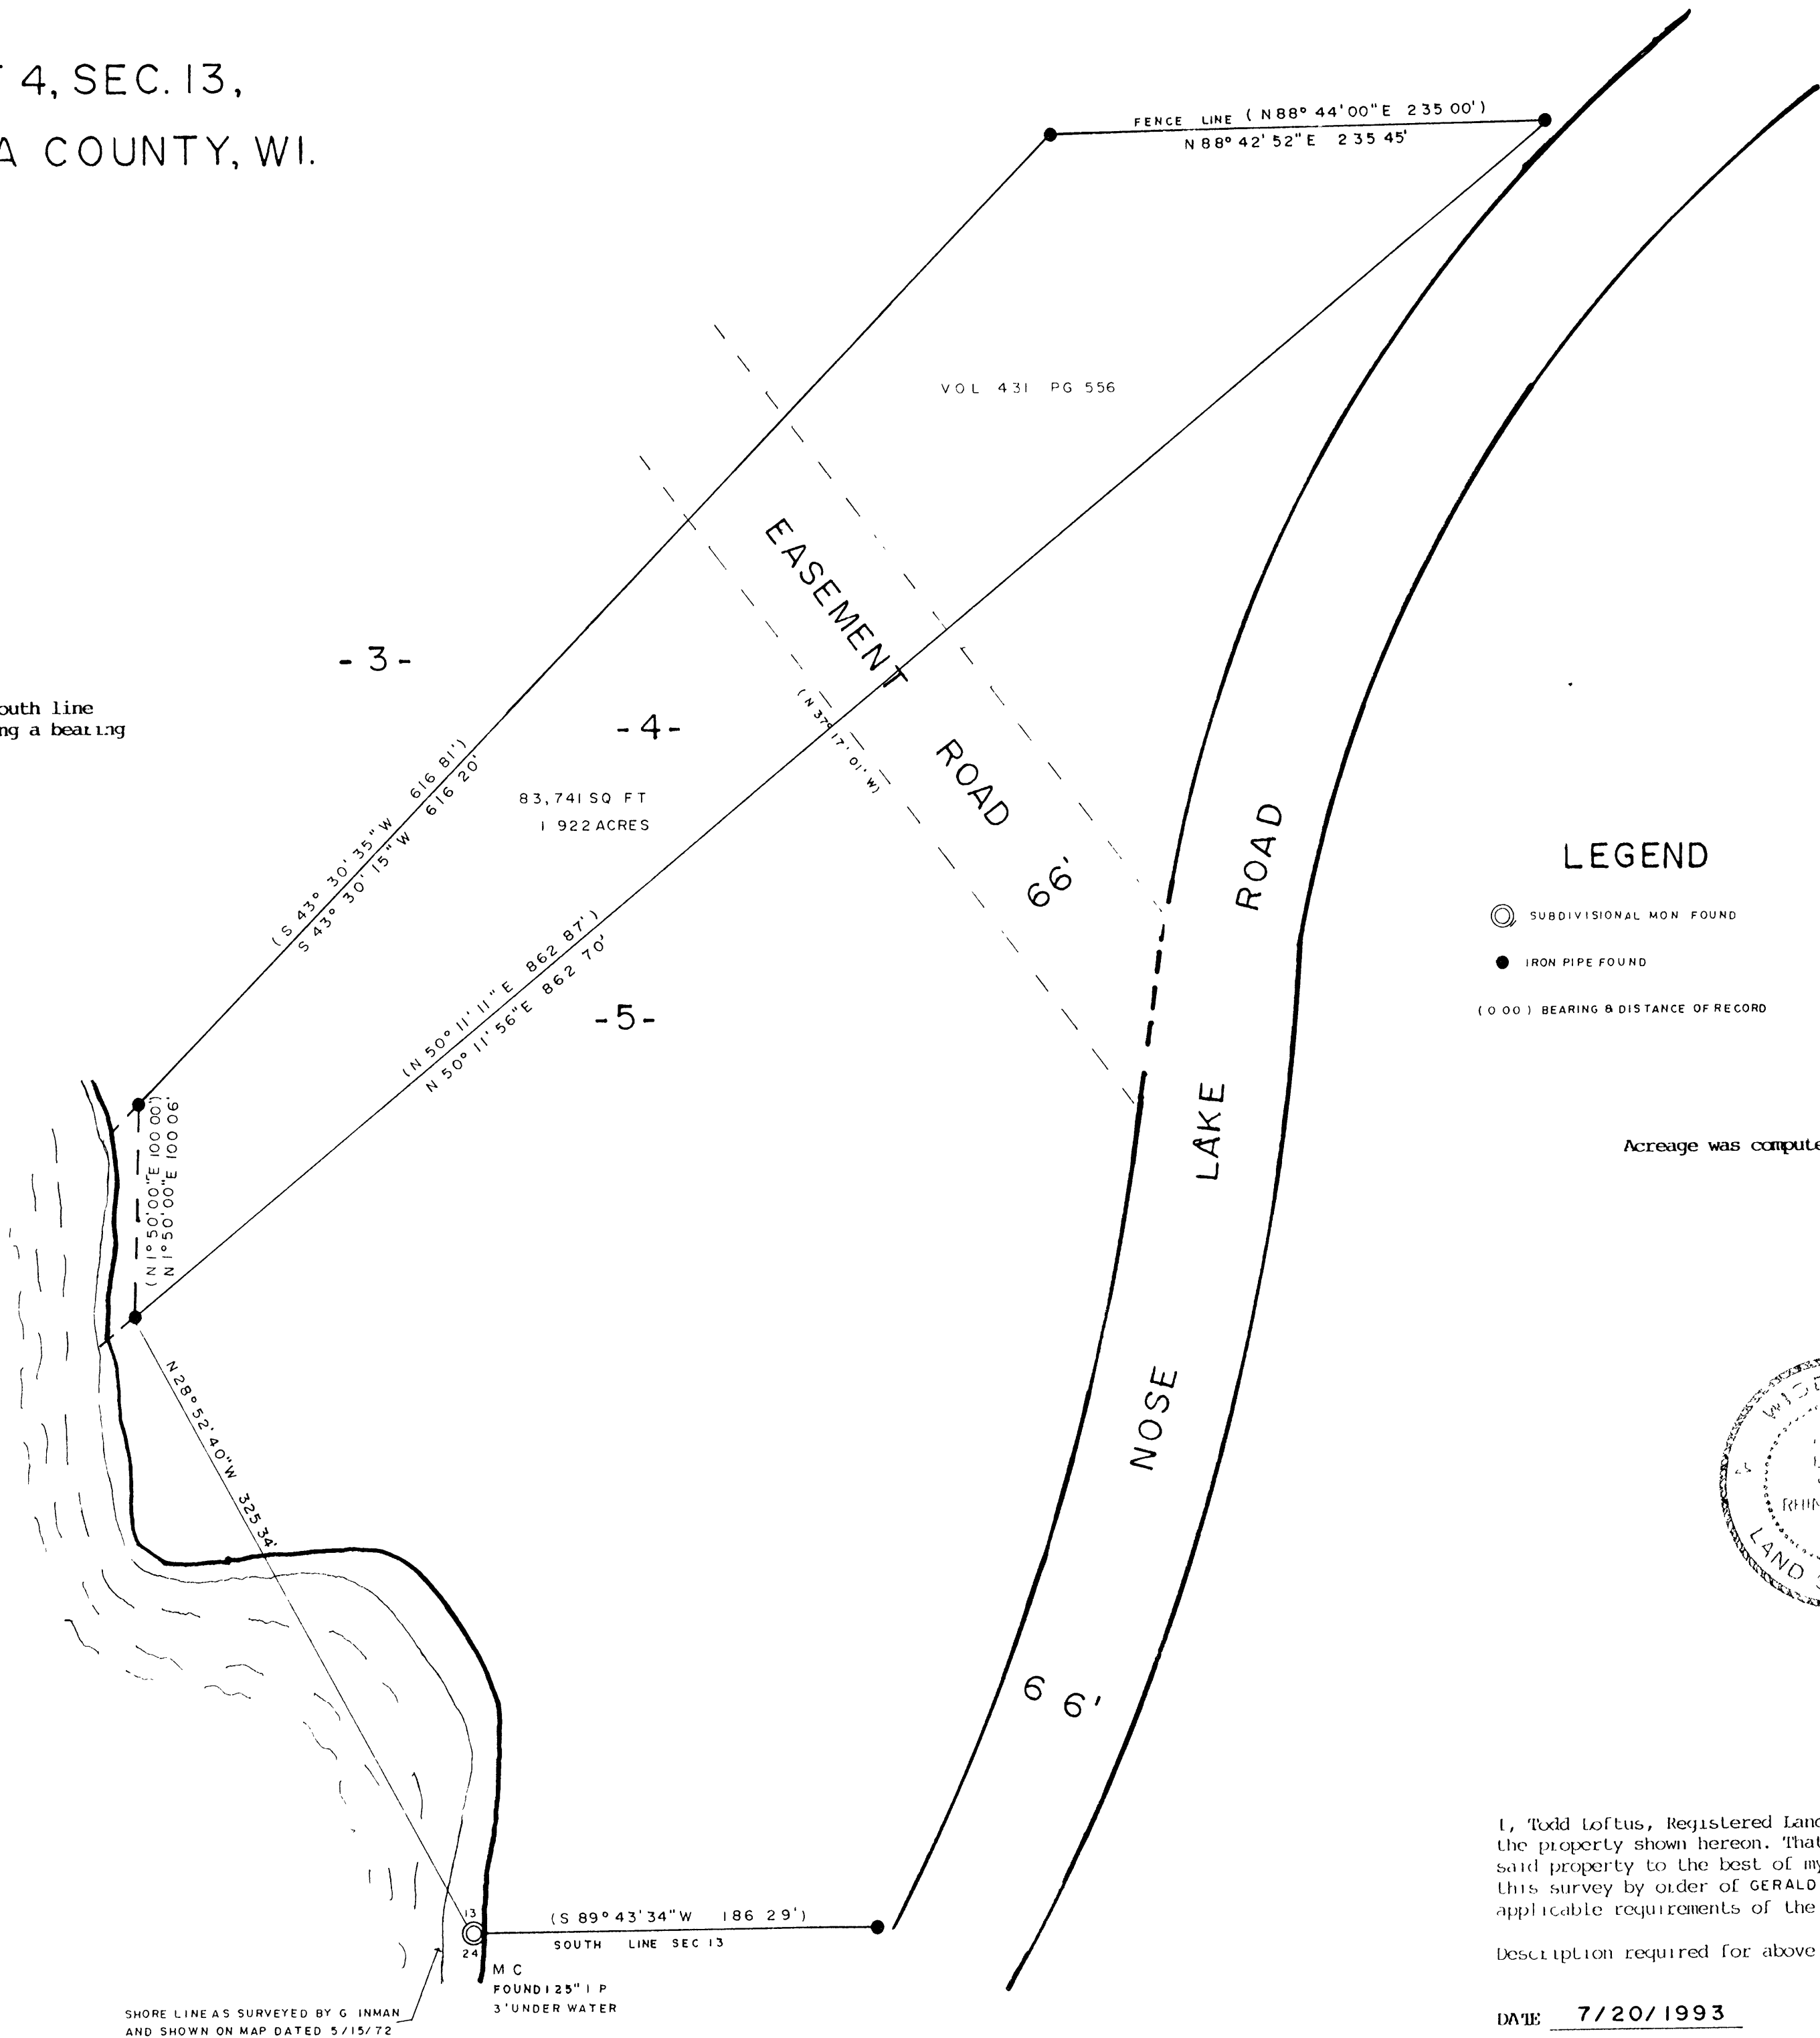 4, SEC. 13,
A COUNTY, WI.
FENCE LINE ( N 88° 44' 00" E 235 00' )
N 88° 42' 52" E 235 45'
VOL 431 PG 556
EASEMENT
ROAD
66'
(N 37° 17' 01' W)
- 3 -
outh line
ng a bearing
- 4 -
83,741 SQ FT
1 922 ACRES
(S 43° 30' 35" W 616 81')
S 43° 30' 15" W 616 20'
(N 50° 11' 11" E 862 87')
N 50° 11' 56" E 862 70'
- 5 -
ROAD
LAKE
NOSE
6 6'
LEGEND
SUBDIVISIONAL MON FOUND
IRON PIPE FOUND
( 0 00 ) BEARING & DISTANCE OF RECORD
(N 1° 50' 00" E 100 00')
N 1° 50' 00" E 100 06'
Acreage was compute
N 28° 52' 40" W 325 34'
LAND
13
24
(S 89° 43' 34" W 186 29')
SOUTH LINE SEC 13
M C
FOUND 1 25" I P
3' UNDER WATER
SHORE LINE AS SURVEYED BY G INMAN
AND SHOWN ON MAP DATED 5/15/72
I, Todd Loftus, Registered Land
the property shown hereon. That
said property to the best of my
this survey by order of GERALD
applicable requirements of the
Description required for above
DATE 7/20/1993